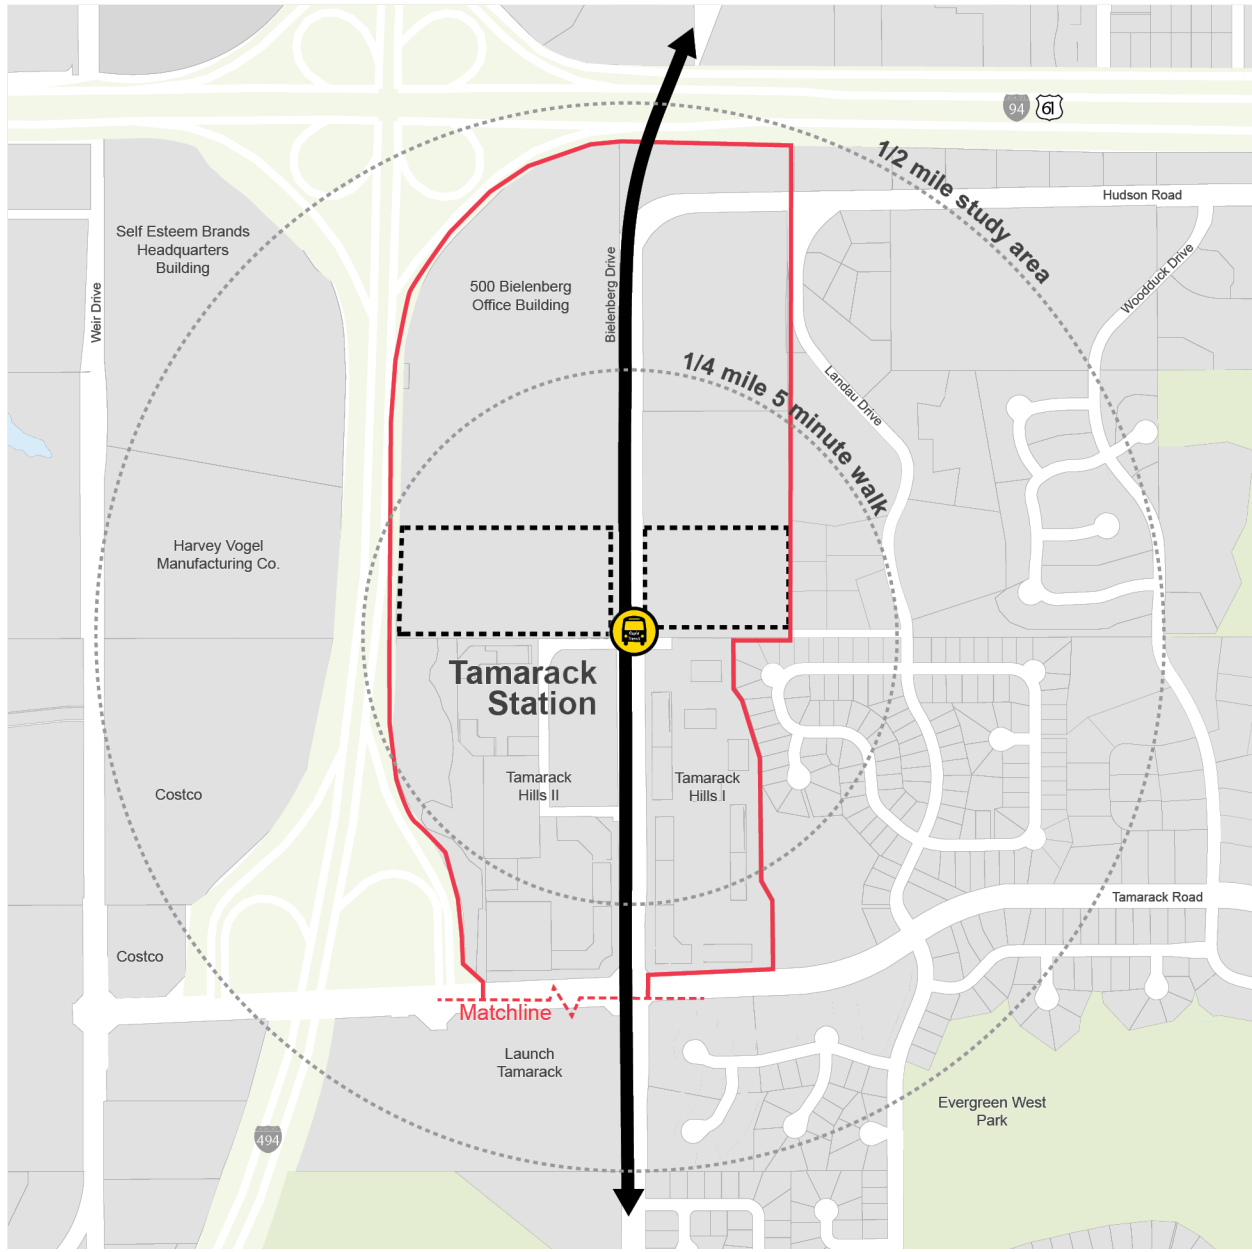 94
61
1/2 mile study area
Hudson Road
Self Esteem Brands
Headquarters
Building
Weir Drive
500 Bielenberg
Office Building
Bielenberg Drive
Woodduck Drive
1/4 mile 5 minute walk
Landau Drive
Harvey Vogel
Manufacturing Co.
Tamarack
Station
Tamarack
Hills II
Tamarack
Hills I
Costco
Tamarack Road
Costco
Matchline
Launch
Tamarack
Evergreen West
Park
494